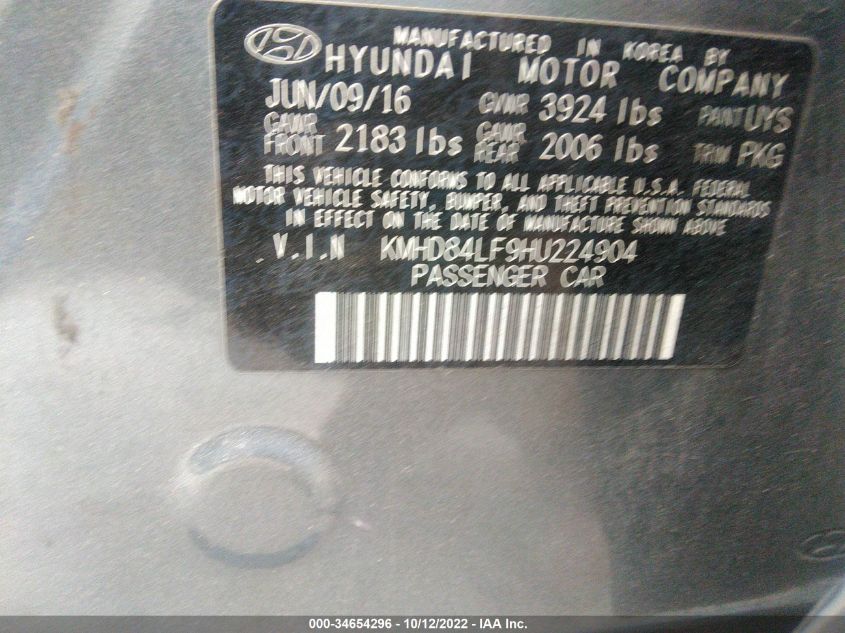 MANUFACTURED IN KOREA BY
HYUNDAI MOTOR COMPANY
JUN/09/16 GVWR 3924 lbs PANT UYS
GAWR FRONT 2183 lbs GAWR REAR 2006 lbs TRIM PKG
THIS VEHICLE CONFORMS TO ALL APPLICABLE U.S.A. FEDERAL
MOTOR VEHICLE SAFETY, BUMPER, AND THEFT PREVENTION STANDARDS
IN EFFECT ON THE DATE OF MANUFACTURE SHOWN ABOVE
V.I.N KMHD84LF9HU224904
PASSENGER CAR
000-34654296 - 10/12/2022 - IAA Inc.